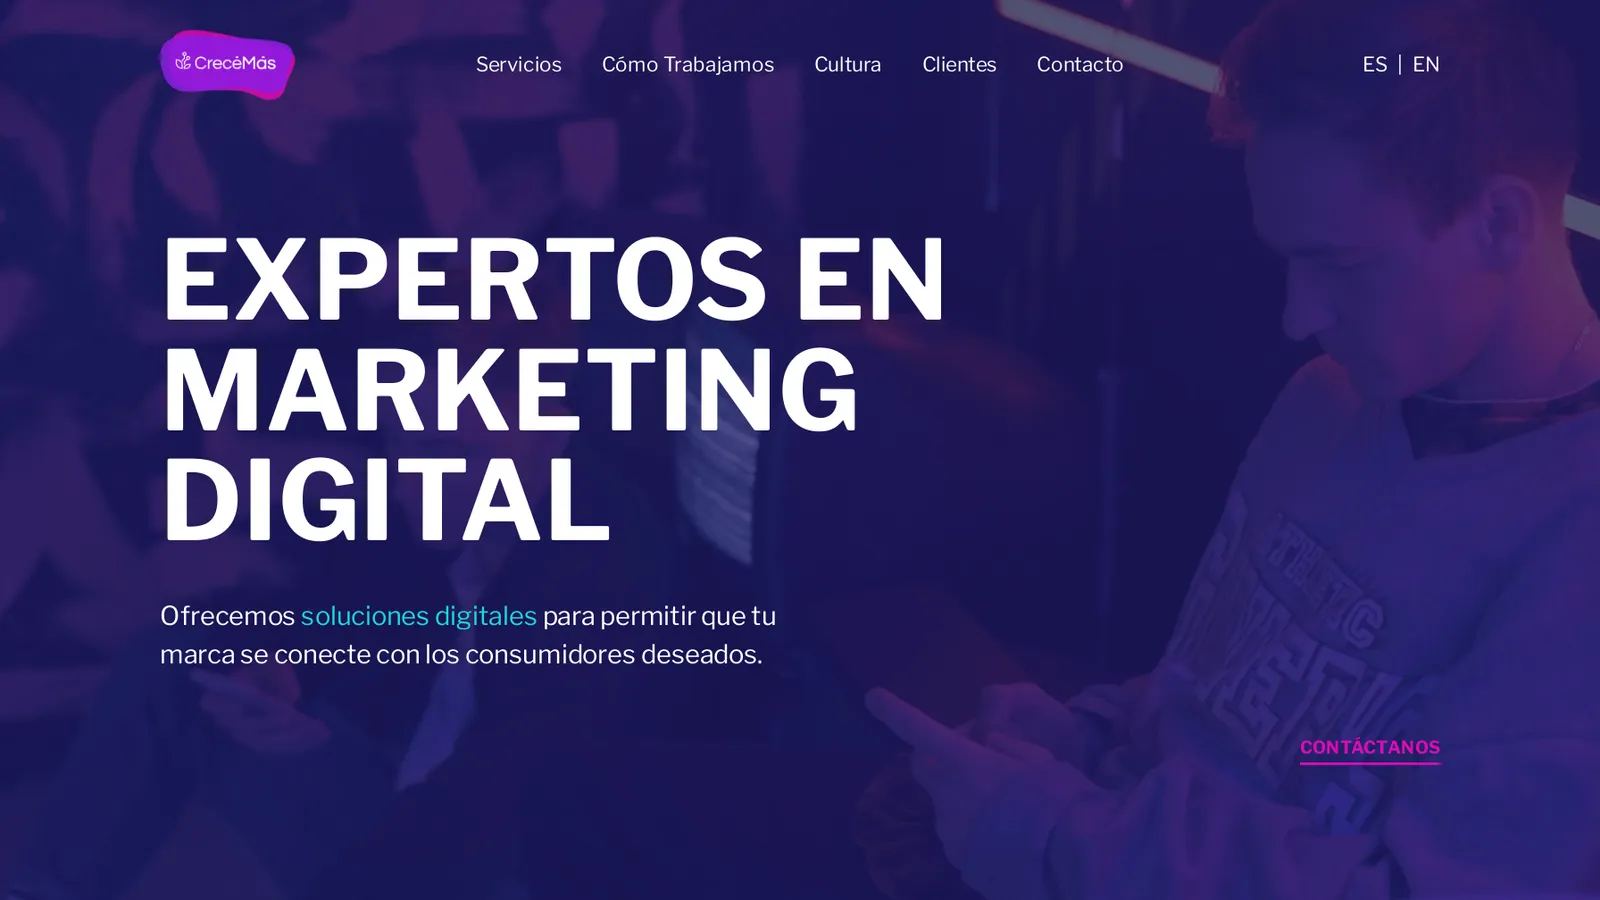 CreceMás
Servicios
Cómo Trabajamos
Cultura
Clientes
Contacto
ES | EN
EXPERTOS EN
MARKETING
DIGITAL
Ofrecemos soluciones digitales para permitir que tu
marca se conecte con los consumidores deseados.
CONTÁCTANOS